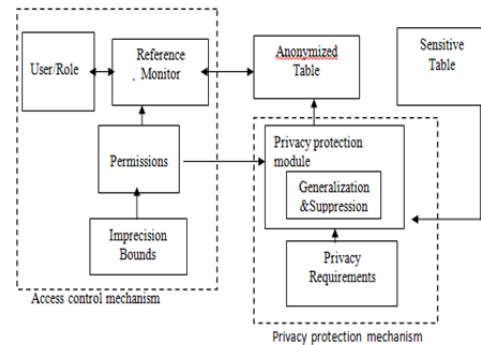 User/Role
Reference
Monitor
Anonymized
Table
Sensitive
Table
Permissions
Privacy protection
module
Generalization
&Suppression
Imprecision
Bounds
Privacy
Requirements
Access control mechanism
Privacy protection mechanism